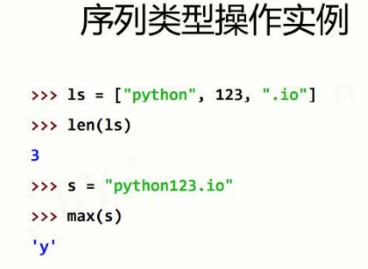 序列类型操作实例
>>> ls = ["python", 123, ".io"]
>>> len(ls)
3
>>> s = "python123.io"
>>> max(s)
'y'